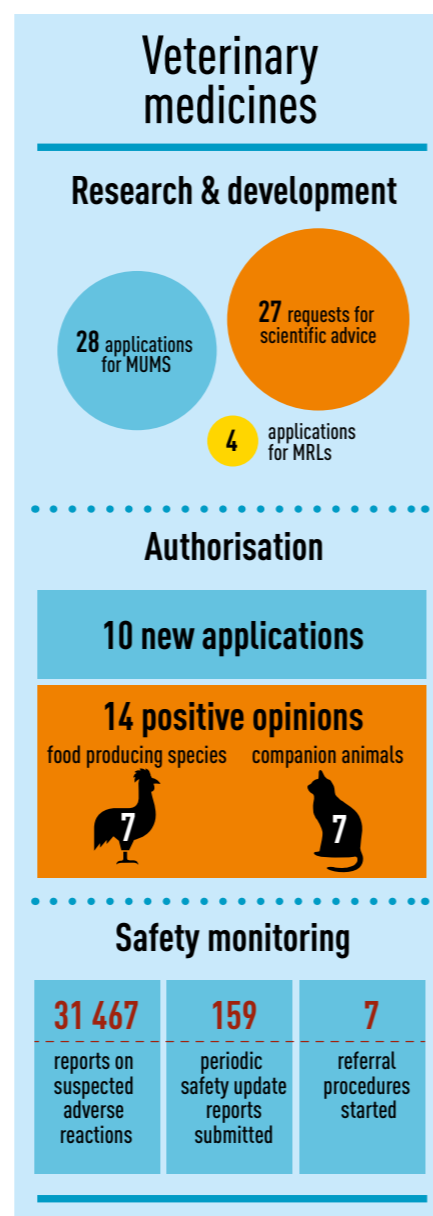 Veterinary
medicines
Research & development
28 applications
for MUMS
27 requests for
scientific advice
4
applications
for MRLs
Authorisation
10 new applications
14 positive opinions
food producing species
7
companion animals
7
Safety monitoring
31 467
reports on
suspected
adverse
reactions
159
periodic
safety update
reports
submitted
7
referral
procedures
started